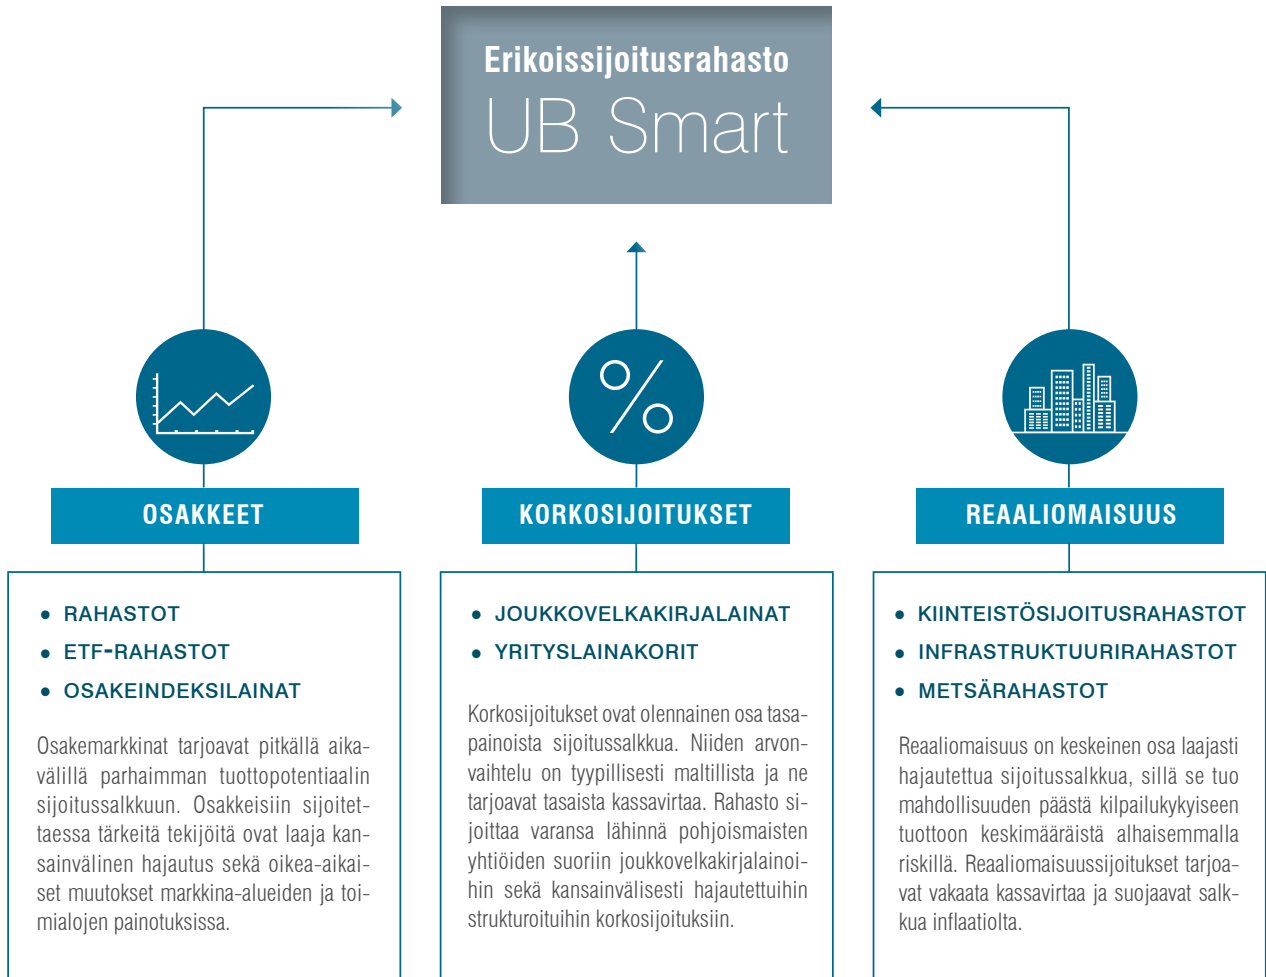 Erikoissijoitusrahasto
UB Smart
OSAKKEET
• RAHASTOT
• ETF-RAHASTOT
• OSAKEINDEKSILAINAT
Osakemarkkinat tarjoavat pitkällä aika-
välillä parhaimman tuottopotentiaalin
sijoitussalkkuun. Osakkeisiin sijoitet-
taessa tärkeitä tekijöitä ovat laaja kan-
sainvälinen hajautus sekä oikea-aikai-
set muutokset markkina-alueiden ja toi-
mialojen painotuksissa.
KORKOSIJOITUKSET
• JOUKKOVELKAKIRJALAINAT
• YRITYSLAINAKORIT
Korkosijoitukset ovat olennainen osa tasa-
painoista sijoitussalkkua. Niiden arvon-
vaihtelu on tyypillisesti maltillista ja ne
tarjoavat tasaista kassavirtaa. Rahasto si-
joittaa varansa lähinnä pohjoismaisten
yhtiöiden suoriin joukkovelkakirjalainoi-
hin sekä kansainvälisesti hajautettuihin
strukturoituihin korkosijoituksiin.
REAALIOMAISUUS
• KIINTEISTÖSIJOITUSRAHASTOT
• INFRASTRUKTUURIRAHASTOT
• METSÄRAHASTOT
Reaaliomaisuus on keskeinen osa laajasti
hajautettua sijoitussalkkua, sillä se tuo
mahdollisuuden päästä kilpailukykyiseen
tuottoon keskimääräistä alhaisemmalla
riskillä. Reaaliomaisuussijoitukset tarjoa-
vat vakaata kassavirtaa ja suojaavat salk-
kua inflaatiolta.